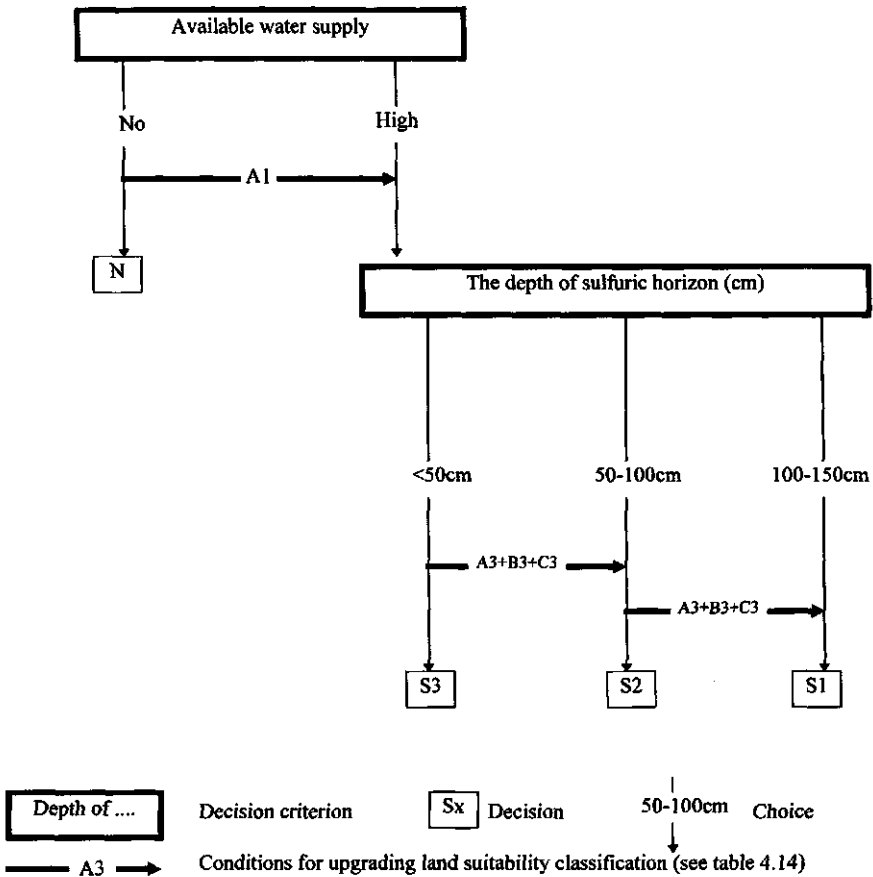 Available water supply
No
High
A1
N
The depth of sulfuric horizon (cm)
<50cm
50-100cm
100-150cm
A3+B3+C3
A3+B3+C3
S3
S2
S1
Depth of ....
Decision criterion
Sx
Decision
50-100cm
Choice
A3
Conditions for upgrading land suitability classification (see table 4.14)